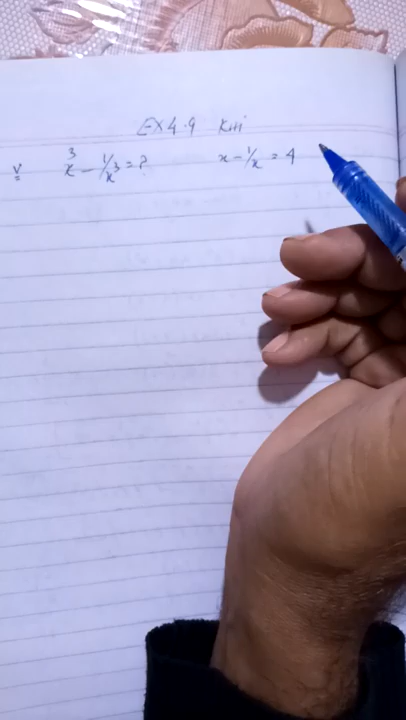 EX 4.9
v x³ - 1/x³ = ? x - 1/x = 4